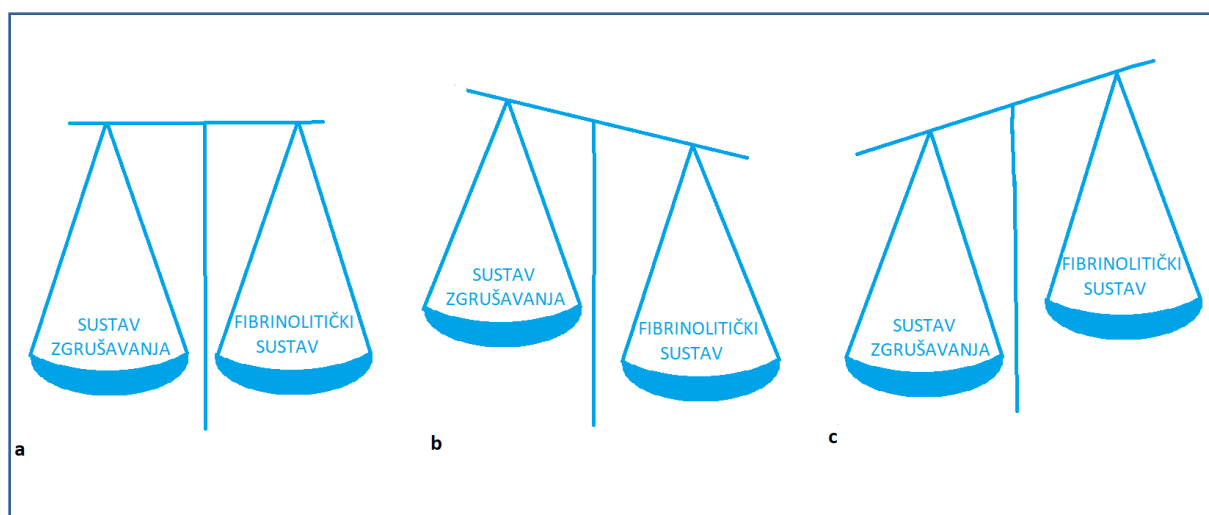 SUSTAV
ZGRUŠAVANJA
FIBRINOLITIČKI
SUSTAV
a
SUSTAV
ZGRUŠAVANJA
FIBRINOLITIČKI
SUSTAV
b
SUSTAV
ZGRUŠAVANJA
FIBRINOLITIČKI
SUSTAV
c